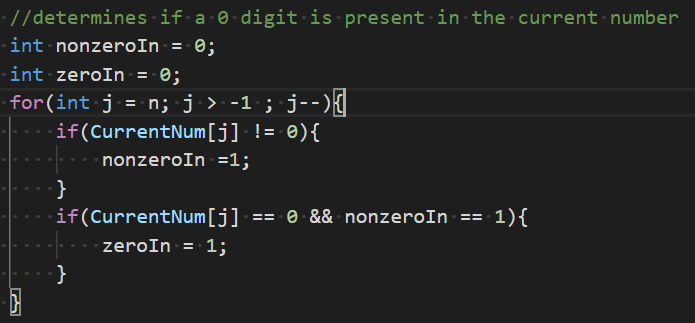 //determines if a 0 digit is present in the current number
int nonzeroIn = 0;
int zeroIn = 0;
for(int j = n; j > -1 ; j--){
    if(CurrentNum[j] != 0){
        nonzeroIn =1;
    }
    if(CurrentNum[j] == 0 && nonzeroIn == 1){
        zeroIn = 1;
    }
}